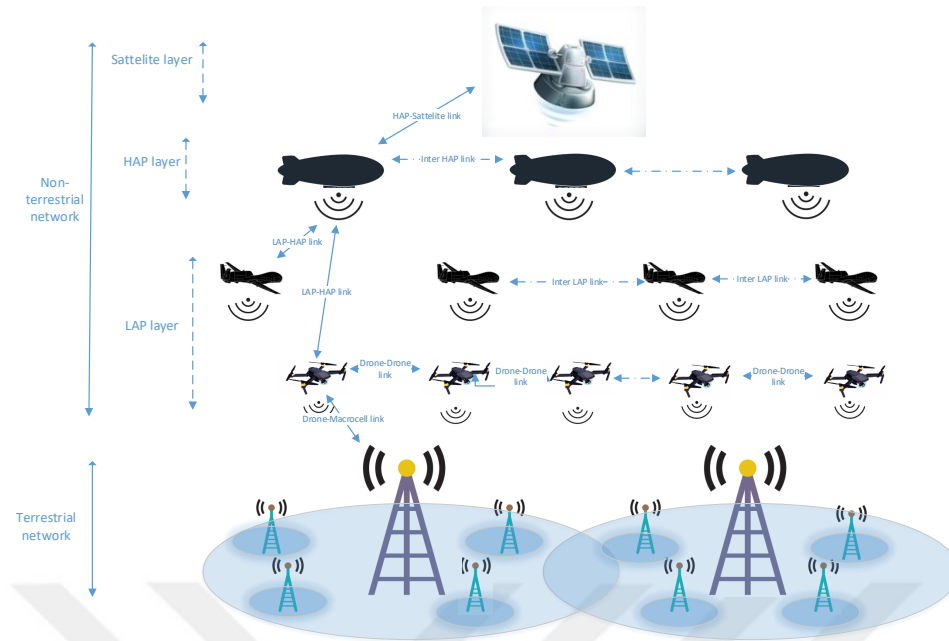 Sattelite layer
HAP-Sattelite link
HAP layer
Inter HAP link
Non-
terrestrial
network
LAP-HAP link
LAP-HAP link
Inter LAP link
Inter LAP link
LAP layer
Drone-Drone
link
Drone-Drone
link
Drone-Drone
link
Drone-Macrocell link
Terrestrial
network